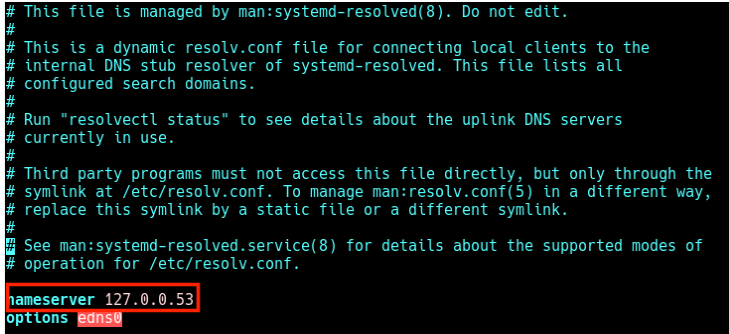 # This file is managed by man:systemd-resolved(8). Do not edit.
#
# This is a dynamic resolv.conf file for connecting local clients to the
# internal DNS stub resolver of systemd-resolved. This file lists all
# configured search domains.
#
# Run "resolvectl status" to see details about the uplink DNS servers
# currently in use.
#
# Third party programs must not access this file directly, but only through the
# symlink at /etc/resolv.conf. To manage man:resolv.conf(5) in a different way,
# replace this symlink by a static file or a different symlink.
#
# See man:systemd-resolved.service(8) for details about the supported modes of
# operation for /etc/resolv.conf.
nameserver 127.0.0.53
options edns0